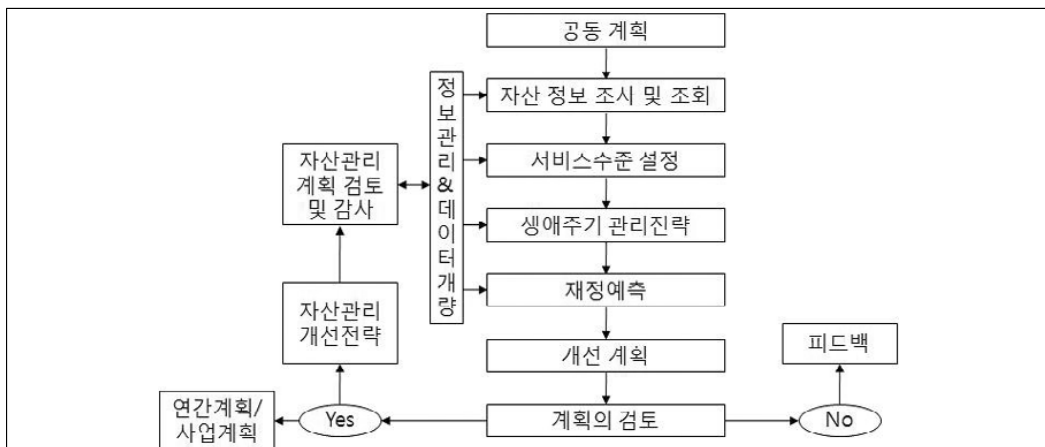 공동 계획
자산 정보 조시 및 조회
서비스수준 설정
생애주기 관리진략
재정예측
개선 계획
계획의 검토
정보관리&데이터개량
자산관리
계획 검토
및 감사
자산관리
개선전략
연간계획/
사업계획
Yes
No
피드백